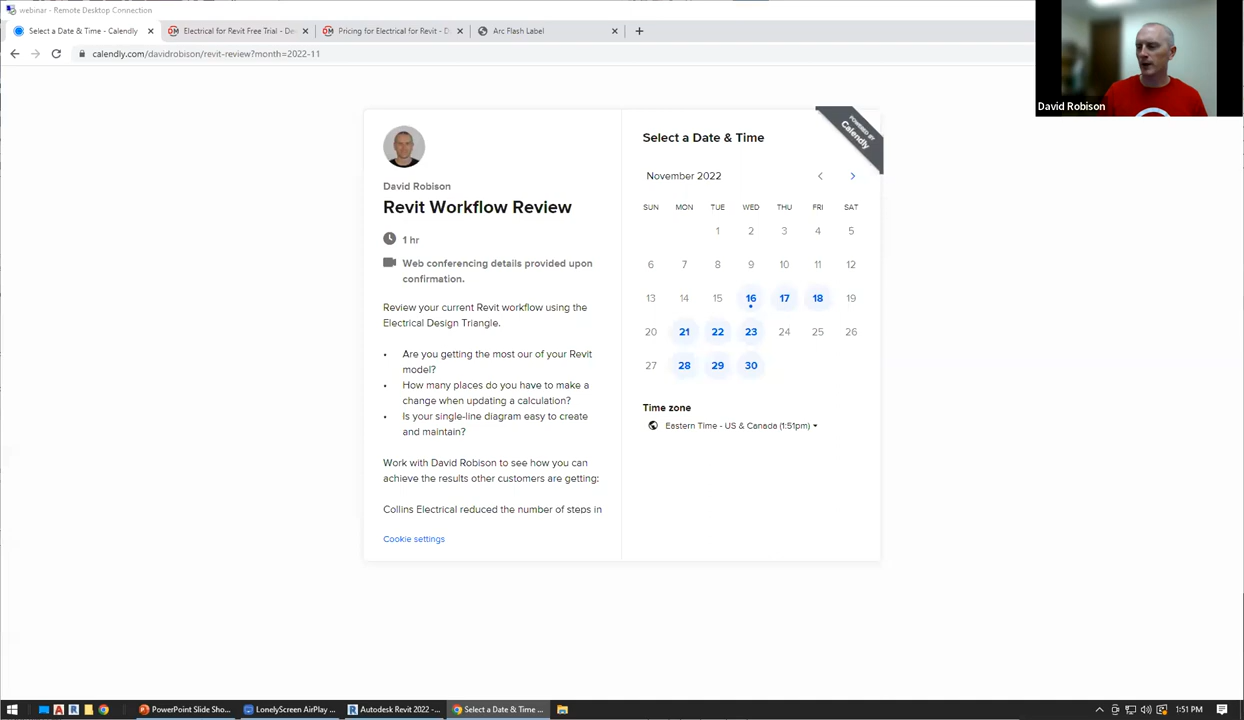 webinar - Remote Desktop Connection
Select a Date & Time - Calendly
Electrical for Revit Free Trial - De
Pricing for Electrical for Revit - D
Arc Flash Label
calendly.com/davidrobison/revit-review?month=2022-11
David Robison
POWERED BY
Calendly
David Robison
Revit Workflow Review
1 hr
Web conferencing details provided upon
confirmation.
Review your current Revit workflow using the
Electrical Design Triangle.
• Are you getting the most our of your Revit
model?
• How many places do you have to make a
change when updating a calculation?
• Is your single-line diagram easy to create
and maintain?
Work with David Robison to see how you can
achieve the results other customers are getting:
Collins Electrical reduced the number of steps in
Cookie settings
Select a Date & Time
November 2022
SUN MON TUE WED THU FRI SAT
1 2 3 4 5
6 7 8 9 10 11 12
13 14 15 16 17 18 19
20 21 22 23 24 25 26
27 28 29 30
Time zone
Eastern Time - US & Canada (1:51pm)
PowerPoint Slide Sho...
LonelyScreen AirPlay ...
Autodesk Revit 2022 -...
Select a Date & Time ...
1:51 PM